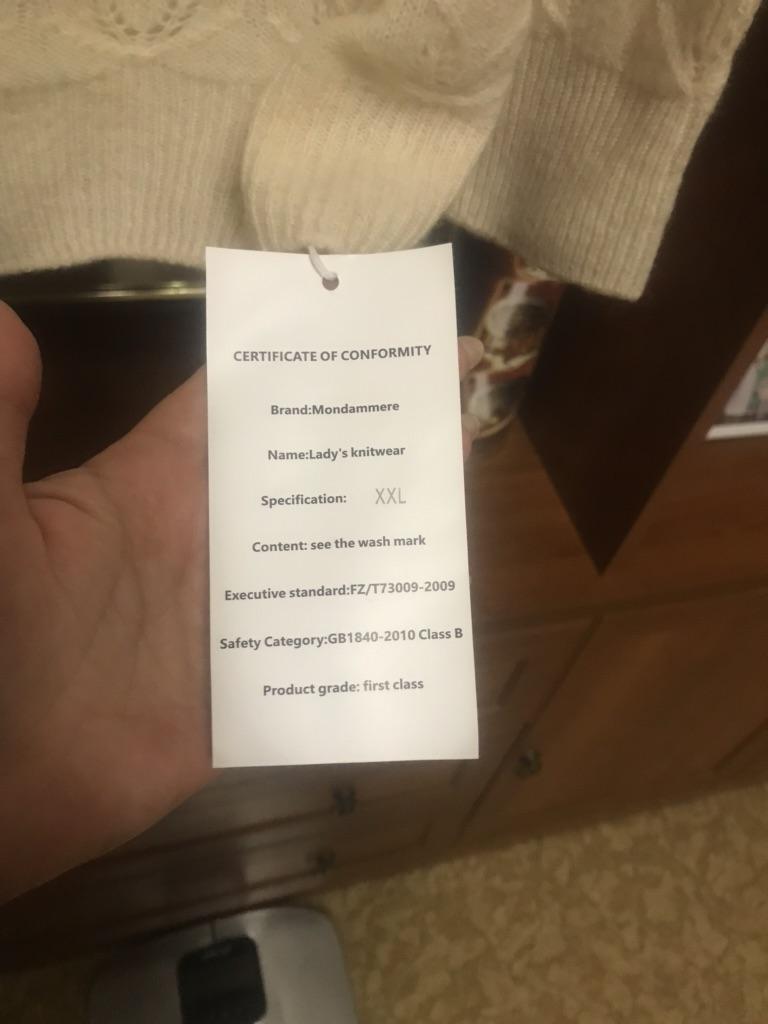 CERTIFICATE OF CONFORMITY
Brand:Mondammere
Name:Lady's knitwear
Specification: XXL
Content: see the wash mark
Executive standard:FZ/T73009-2009
Safety Category:GB1840-2010 Class B
Product grade: first class